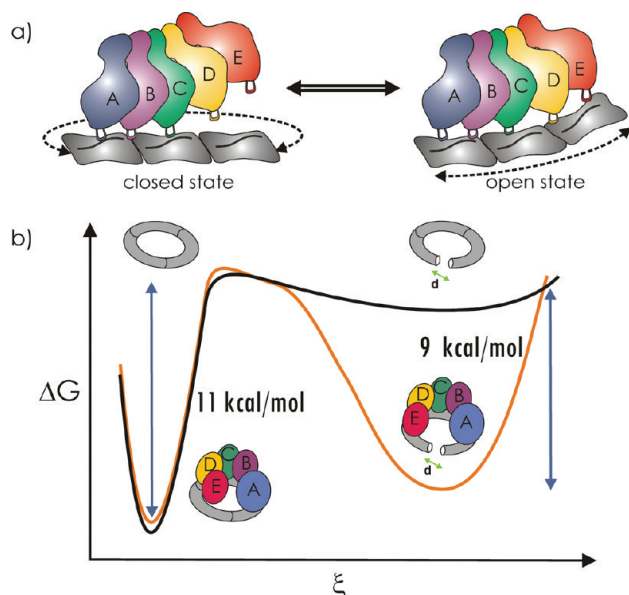 a)
A B C D E
A B C D E
closed state
open state
b)
d
ΔG
11 kcal/mol
9 kcal/mol
D C B
E A
D C B
E A
d
ξ